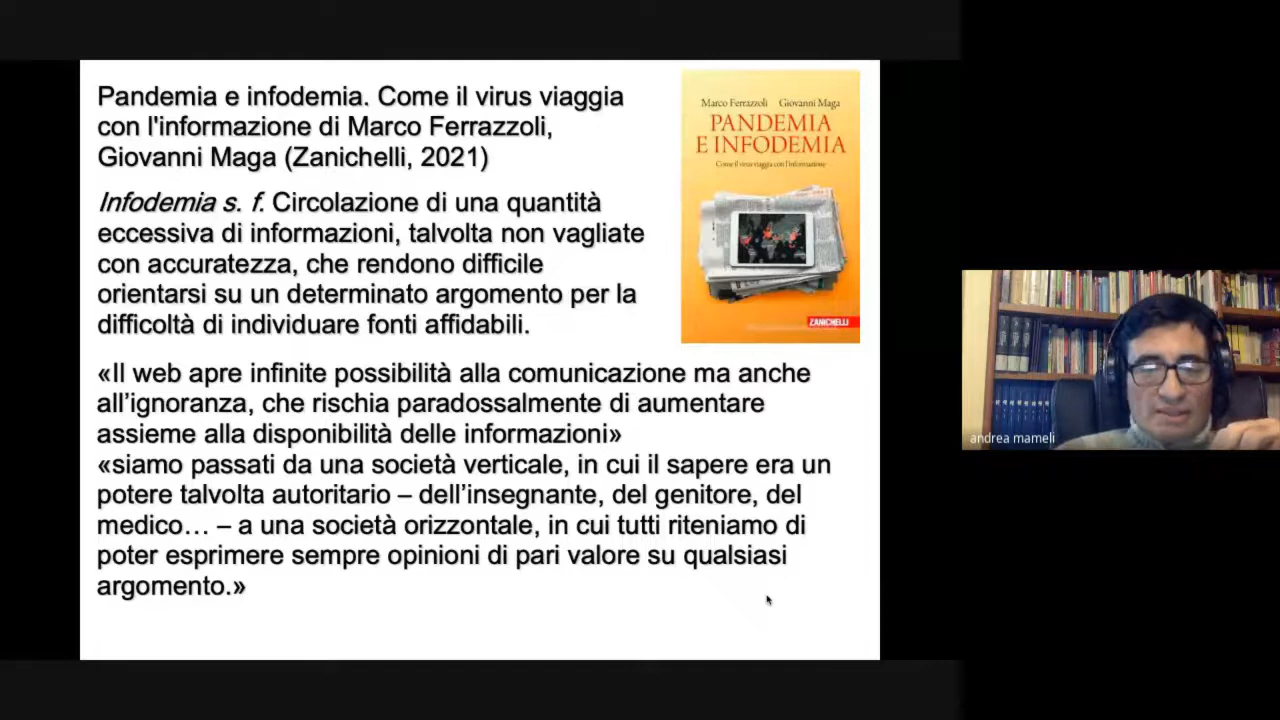 Pandemia e infodemia. Come il virus viaggia
con l'informazione di Marco Ferrazzoli,
Giovanni Maga (Zanichelli, 2021)
Infodemia s. f. Circolazione di una quantità
eccessiva di informazioni, talvolta non vagliate
con accuratezza, che rendono difficile
orientarsi su un determinato argomento per la
difficoltà di individuare fonti affidabili.
«Il web apre infinite possibilità alla comunicazione ma anche
all’ignoranza, che rischia paradossalmente di aumentare
assieme alla disponibilità delle informazioni»
«siamo passati da una società verticale, in cui il sapere era un
potere talvolta autoritario – dell’insegnante, del genitore, del
medico… – a una società orizzontale, in cui tutti riteniamo di
poter esprimere sempre opinioni di pari valore su qualsiasi
argomento.»
Marco Ferrazzoli Giovanni Maga
PANDEMIA
E INFODEMIA
Come il virus viaggia con l'informazione
ZANICHELLI
andrea mameli